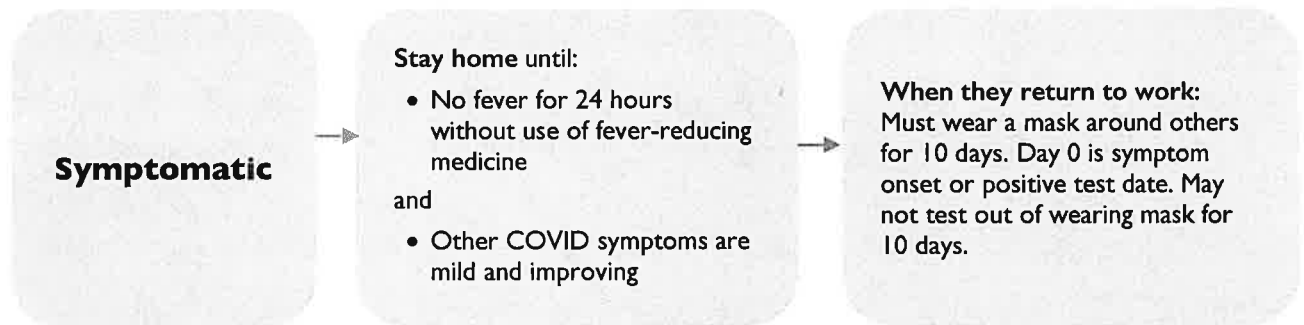 Symptomatic
Stay home until:
• No fever for 24 hours
without use of fever-reducing
medicine
and
• Other COVID symptoms are
mild and improving
When they return to work:
Must wear a mask around others
for 10 days. Day 0 is symptom
onset or positive test date. May
not test out of wearing mask for
10 days.